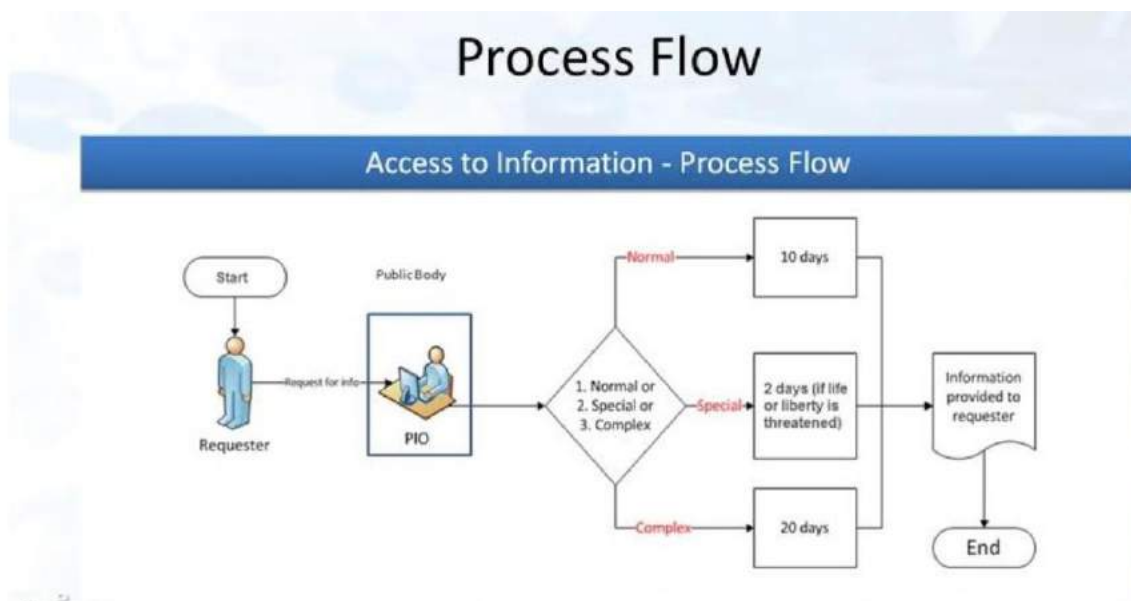 Process Flow
Access to Information - Process Flow
Start
Requester
Request for info
Public Body
PIO
1. Normal or
2. Special or
3. Complex
Normal
10 days
Special
2 days (if life
or liberty is
threatened)
Complex
20 days
Information
provided to
requester
End